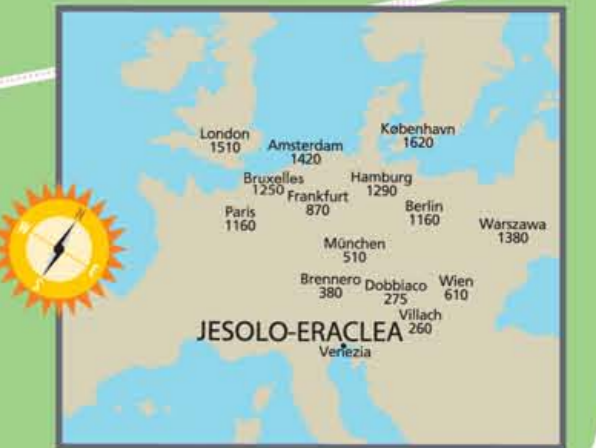 London
1510
Amsterdam
1420
København
1620
Bruxelles
1250
Frankfurt
870
Hamburg
1290
Paris
1160
Berlin
1160
Warszawa
1380
München
510
Brennero
380
Dobbiaco
275
Wien
610
Villach
260
JESOLO-ERACLEA
Venezia
N
S